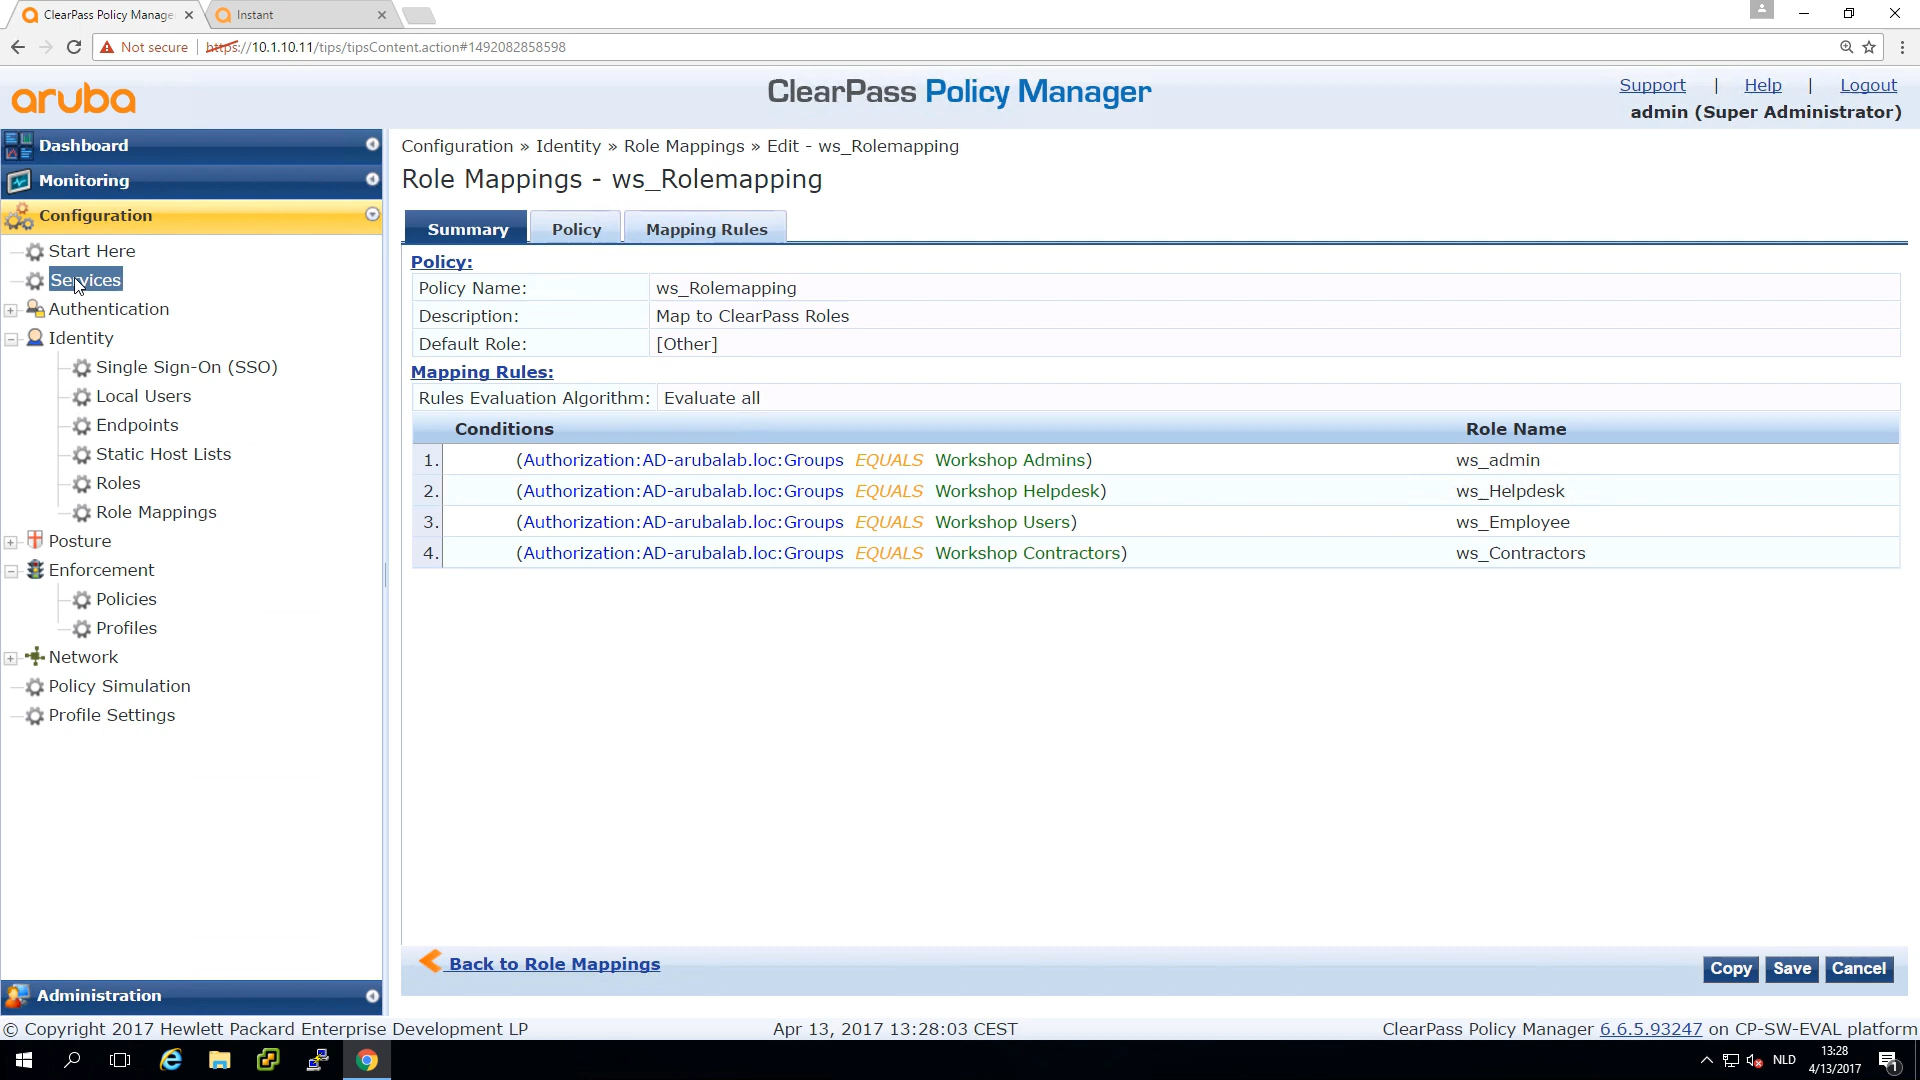 ClearPass Policy Manage
Instant
Not secure
https://10.1.10.11/tips/tipsContent.action#1492082858598
aruba
ClearPass Policy Manager
Support | Help | Logout
admin (Super Administrator)
Dashboard
Monitoring
Configuration
Start Here
Services
Authentication
Identity
Single Sign-On (SSO)
Local Users
Endpoints
Static Host Lists
Roles
Role Mappings
Posture
Enforcement
Policies
Profiles
Network
Policy Simulation
Profile Settings
Administration
Configuration » Identity » Role Mappings » Edit - ws_Rolemapping
Role Mappings - ws_Rolemapping
Summary Policy Mapping Rules
Policy:
Policy Name: ws_Rolemapping
Description: Map to ClearPass Roles
Default Role: [Other]
Mapping Rules:
Rules Evaluation Algorithm: Evaluate all
Conditions Role Name
1. (Authorization:AD-arubalab.loc:Groups EQUALS Workshop Admins) ws_admin
2. (Authorization:AD-arubalab.loc:Groups EQUALS Workshop Helpdesk) ws_Helpdesk
3. (Authorization:AD-arubalab.loc:Groups EQUALS Workshop Users) ws_Employee
4. (Authorization:AD-arubalab.loc:Groups EQUALS Workshop Contractors) ws_Contractors
Back to Role Mappings
Copy Save Cancel
© Copyright 2017 Hewlett Packard Enterprise Development LP
Apr 13, 2017 13:28:03 CEST
ClearPass Policy Manager 6.6.5.93247 on CP-SW-EVAL platform
NLD
13:28
4/13/2017
1